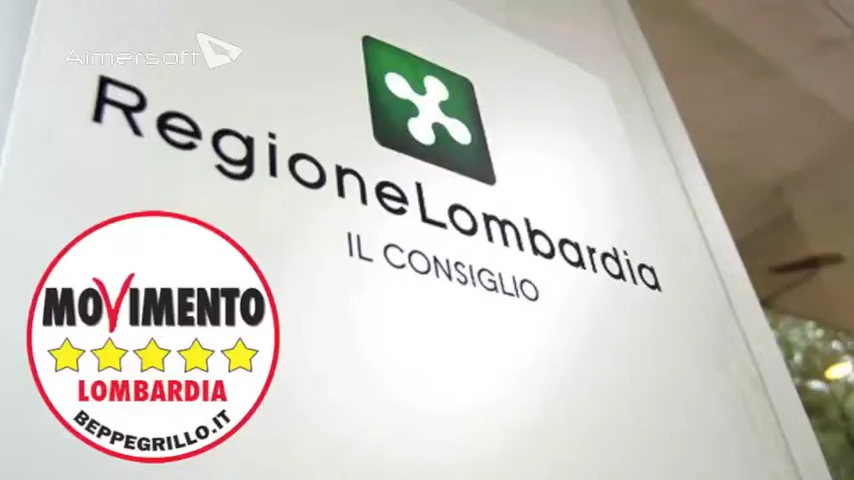 Aimersoft
RegioneLombardia
IL CONSIGLIO
MOVIMENTO
LOMBARDIA
BEPPEGRILLO.IT